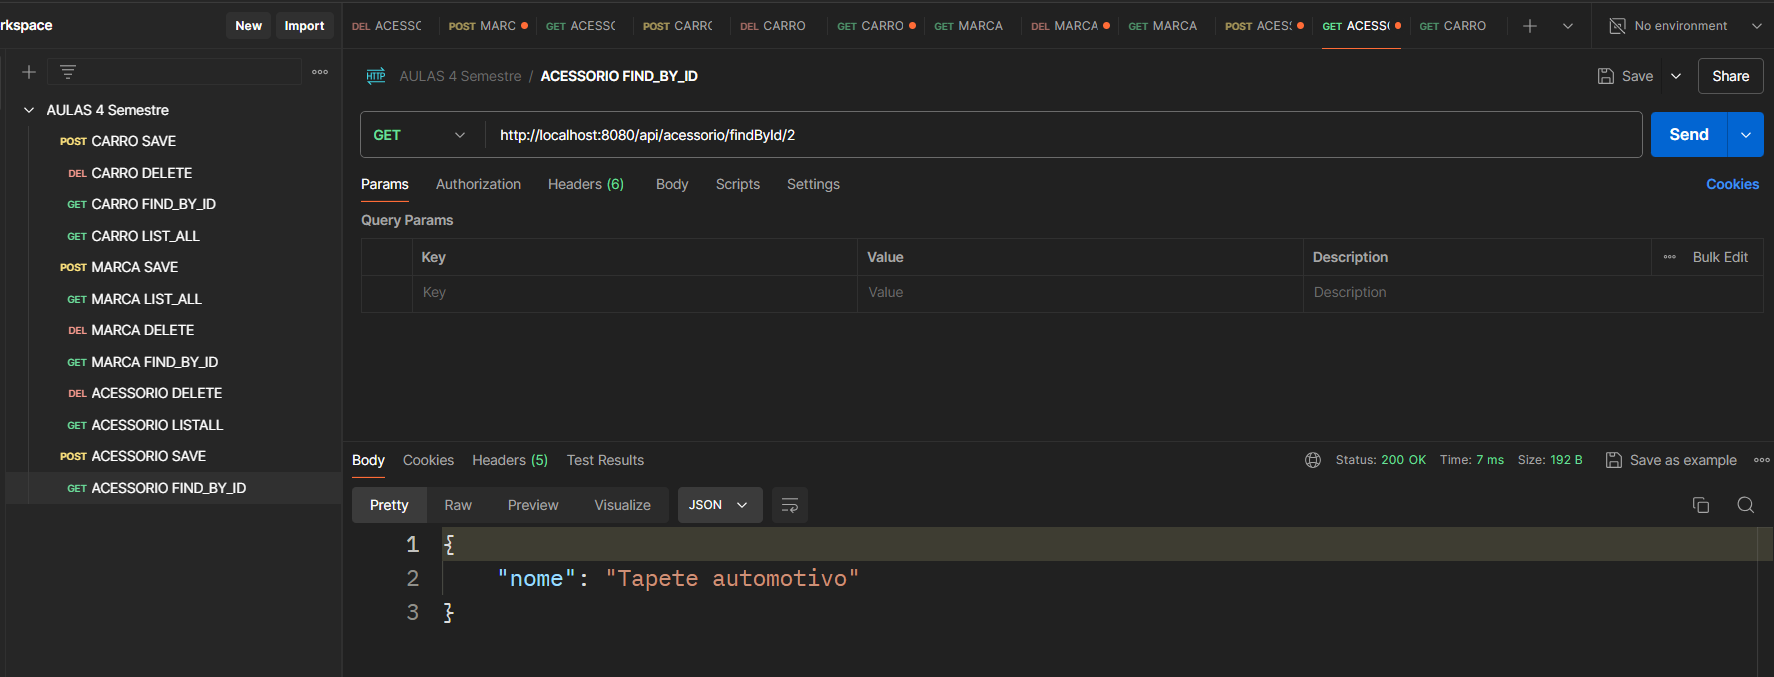 rkspace
New
Import
DEL ACESSC
POST MARC
GET ACESSC
POST CARRC
DEL CARRO
GET CARRO
GET MARCA
DEL MARCA
GET MARCA
POST ACES
GET ACESS
GET CARRO
No environment
AULAS 4 Semestre
POST CARRO SAVE
DEL CARRO DELETE
GET CARRO FIND_BY_ID
GET CARRO LIST_ALL
POST MARCA SAVE
GET MARCA LIST_ALL
DEL MARCA DELETE
GET MARCA FIND_BY_ID
DEL ACESSORIO DELETE
GET ACESSORIO LISTALL
POST ACESSORIO SAVE
GET ACESSORIO FIND_BY_ID
HTTP AULAS 4 Semestre / ACESSORIO FIND_BY_ID
Save
Share
GET http://localhost:8080/api/acessorio/findById/2
Send
Params Authorization Headers (6) Body Scripts Settings
Cookies
Query Params
Key Value Description Bulk Edit
Key Value Description
Body Cookies Headers (5) Test Results
Status: 200 OK Time: 7 ms Size: 192 B
Save as example
Pretty Raw Preview Visualize JSON
1 {
2 "nome": "Tapete automotivo"
3 }